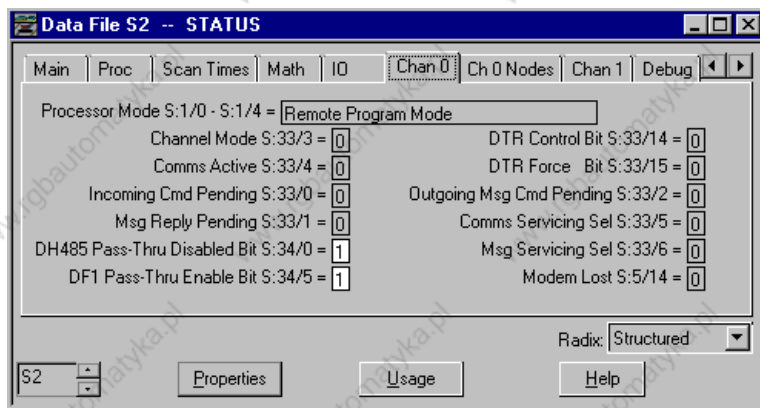 Data File S2 -- STATUS
Main Proc Scan Times Math IO Chan 0 Ch 0 Nodes Chan 1 Debug
Processor Mode S:1/0 - S:1/4 = Remote Program Mode
Channel Mode S:33/3 = 0 DTR Control Bit S:33/14 = 0
Comms Active S:33/4 = 0 DTR Force Bit S:33/15 = 0
Incoming Cmd Pending S:33/0 = 0 Outgoing Msg Cmd Pending S:33/2 = 0
Msg Reply Pending S:33/1 = 0 Comms Servicing Sel S:33/5 = 0
DH485 Pass-Thru Disabled Bit S:34/0 = 1 Msg Servicing Sel S:33/6 = 0
DF1 Pass-Thru Enable Bit S:34/5 = 1 Modem Lost S:5/14 = 0
Radix: Structured
S2 Properties Usage Help
www.rgbautomatyka.pl